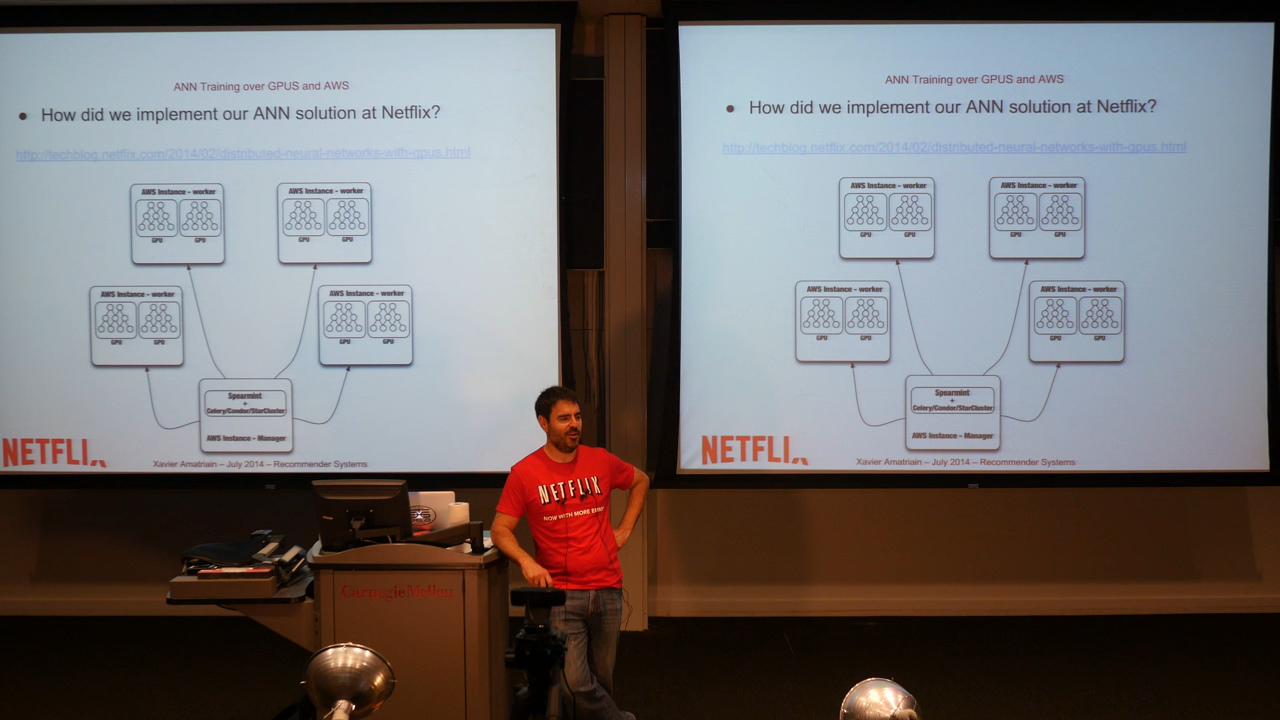 ANN Training over GPUS and AWS
● How did we implement our ANN solution at Netflix?
http://techblog.netflix.com/2014/02/distributed-neural-networks-with-gpus.html
AWS Instance - worker
GPU GPU
AWS Instance - worker
GPU GPU
AWS Instance - worker
GPU GPU
AWS Instance - worker
GPU GPU
Spearmint
+
Celery/Condor/StarCluster
AWS Instance - Manager
NETFLIX
Xavier Amatriain – July 2014 – Recommender Systems
ANN Training over GPUS and AWS
● How did we implement our ANN solution at Netflix?
http://techblog.netflix.com/2014/02/distributed-neural-networks-with-gpus.html
AWS Instance - worker
GPU GPU
AWS Instance - worker
GPU GPU
AWS Instance - worker
GPU GPU
AWS Instance - worker
GPU GPU
Spearmint
+
Celery/Condor/StarCluster
AWS Instance - Manager
NETFLIX
Xavier Amatriain – July 2014 – Recommender Systems
NETFLIX
NOW WITH MORE
Carnegie Mellon